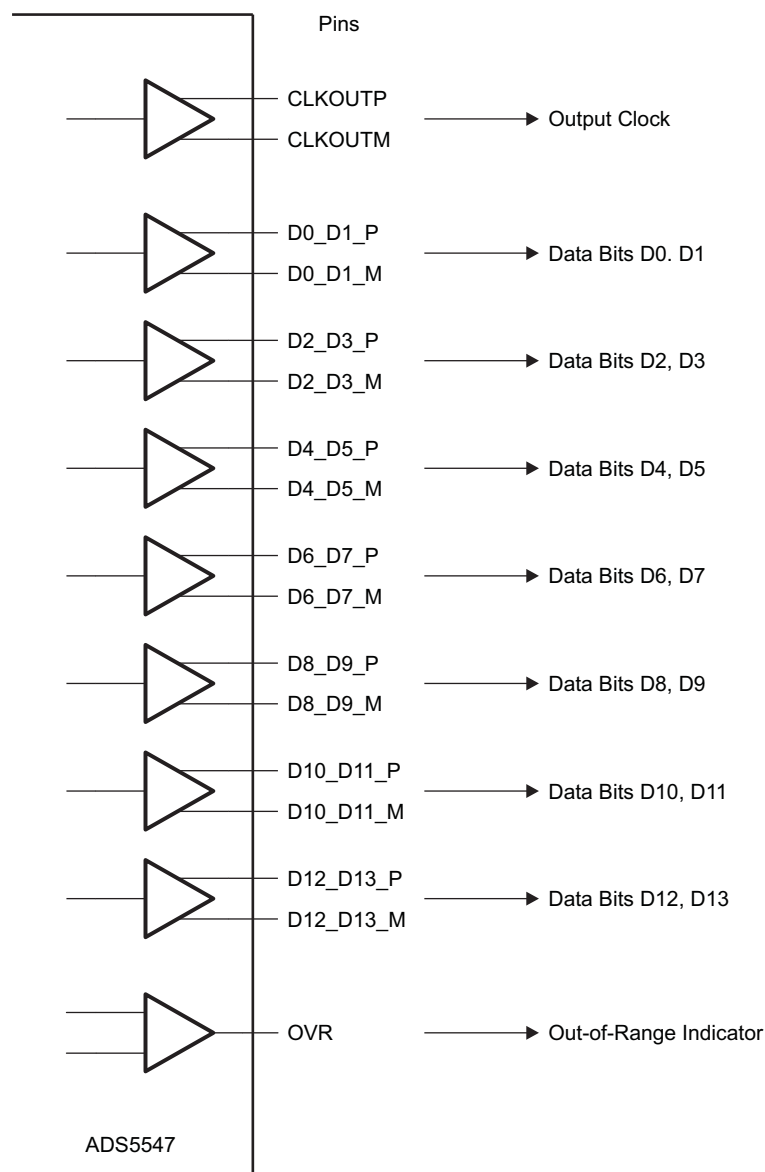 Pins
CLKOUTP
CLKOUTM
Output Clock
D0_D1_P
D0_D1_M
Data Bits D0. D1
D2_D3_P
D2_D3_M
Data Bits D2, D3
D4_D5_P
D4_D5_M
Data Bits D4, D5
D6_D7_P
D6_D7_M
Data Bits D6, D7
D8_D9_P
D8_D9_M
Data Bits D8, D9
D10_D11_P
D10_D11_M
Data Bits D10, D11
D12_D13_P
D12_D13_M
Data Bits D12, D13
OVR
Out-of-Range Indicator
ADS5547